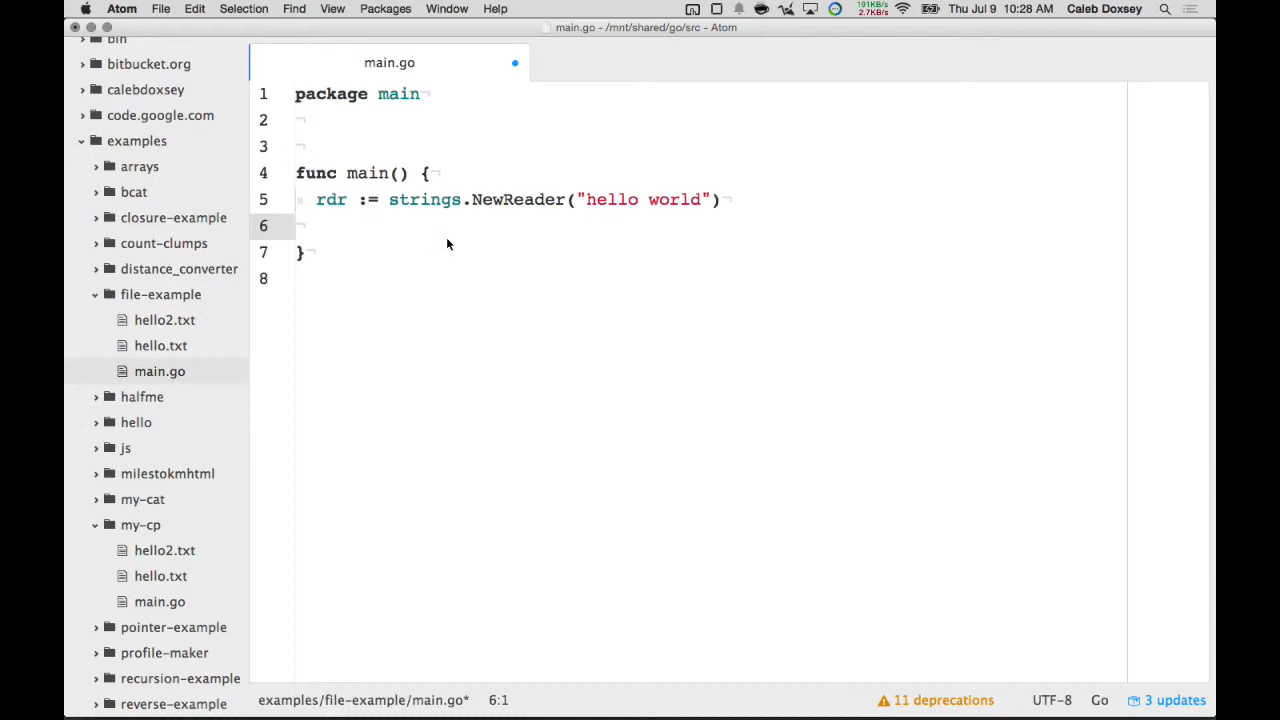 Atom File Edit Selection Find View Packages Window Help 191KB/s 2.7KB/s Thu Jul 9 10:28 AM Caleb Doxsey
main.go - /mnt/shared/go/src - Atom
bin
bitbucket.org
calebdoxsey
code.google.com
examples
arrays
bcat
closure-example
count-clumps
distance_converter
file-example
hello2.txt
hello.txt
main.go
halfme
hello
js
milestokmhtml
my-cat
my-cp
hello2.txt
hello.txt
main.go
pointer-example
profile-maker
recursion-example
reverse-example
main.go
1 package main
2
3
4 func main() {
5 rdr := strings.NewReader("hello world")
6
7 }
8
examples/file-example/main.go* 6:1 11 deprecations UTF-8 Go 3 updates